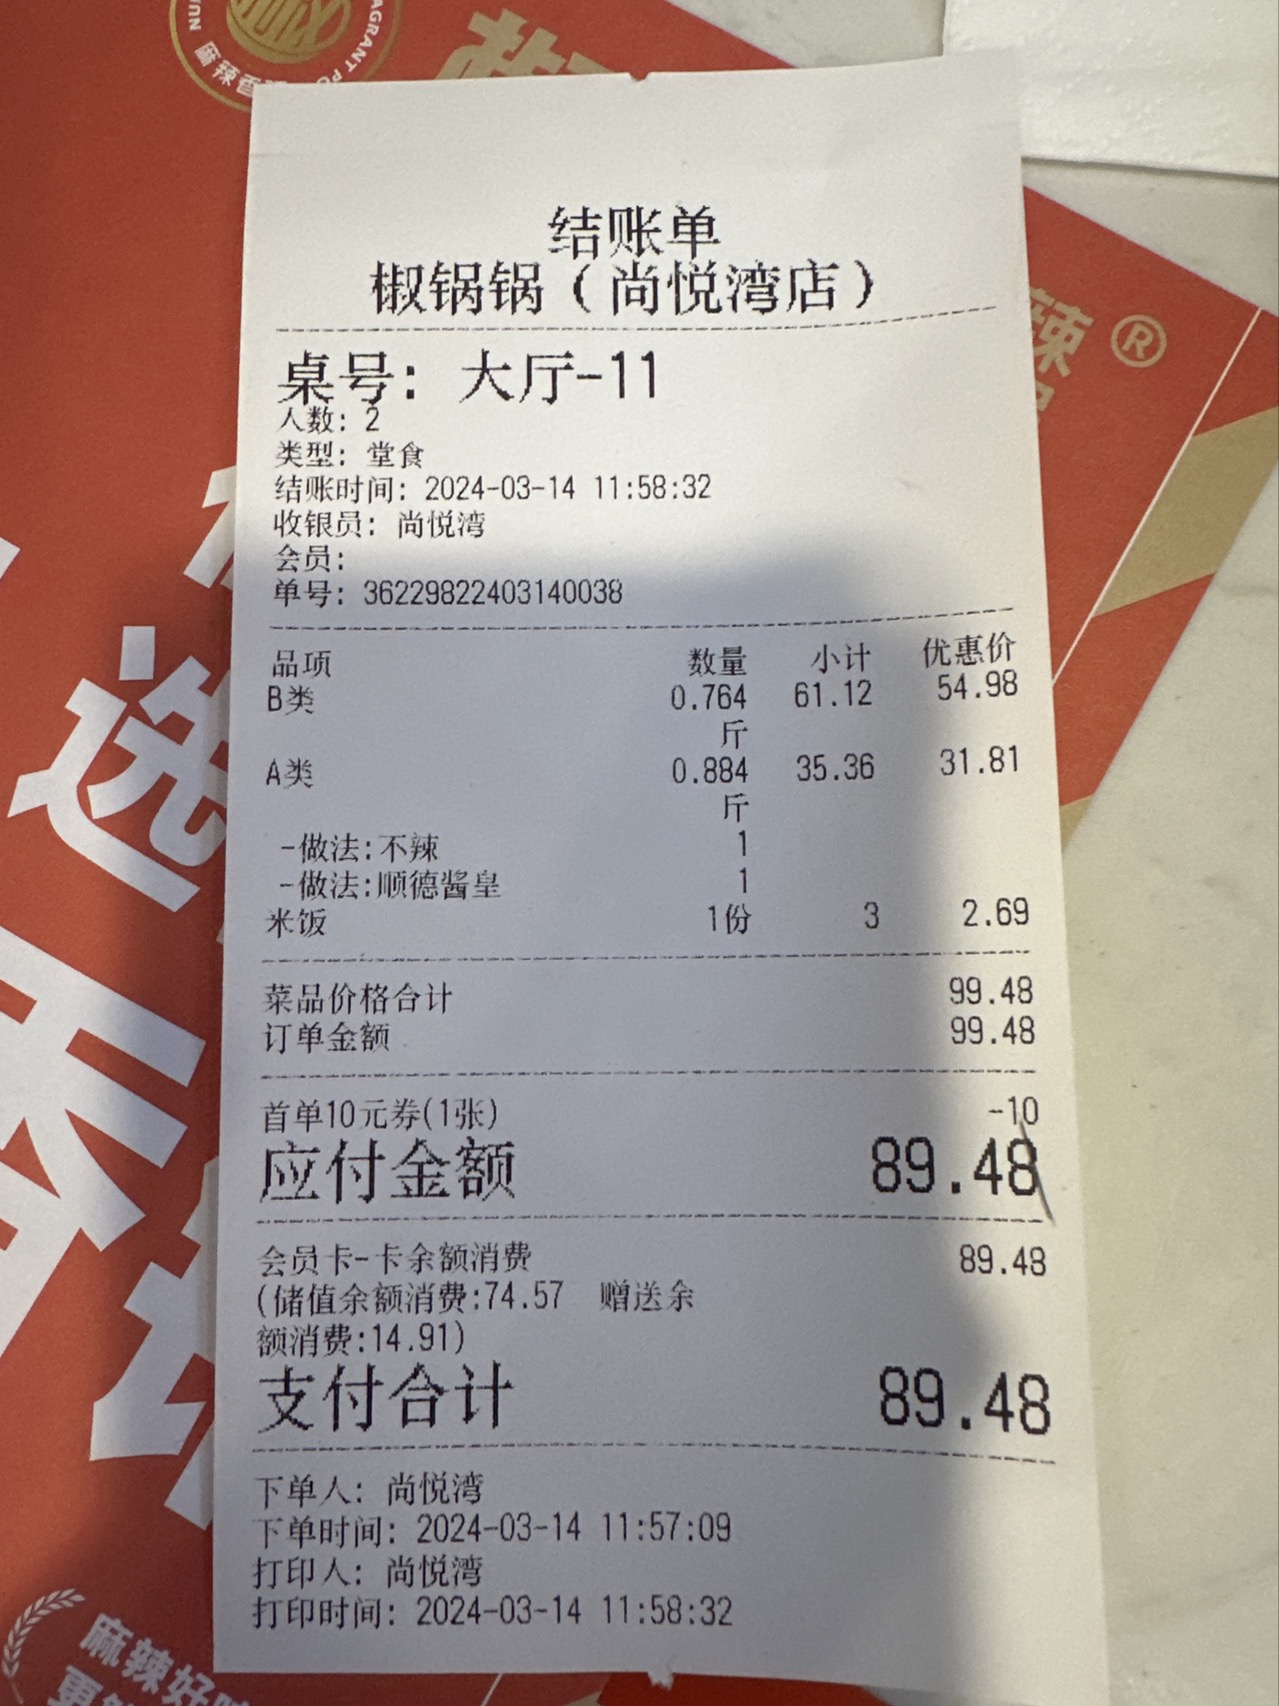 FRAGRANT PO
麻辣香
结账单
椒锅锅（尚悦湾店）
辣®
桌号: 大厅-11
人数: 2
类型: 堂食
结账时间: 2024-03-14 11:58:32
收银员: 尚悦湾
会员:
单号: 36229822403140038
品项 数量 小计 优惠价
B类 0.764 61.12 54.98
斤
A类 0.884 35.36 31.81
斤
-做法:不辣 1
-做法:顺德酱皇 1
米饭 1份 3 2.69
菜品价格合计 99.48
订单金额 99.48
首单10元券(1张) -10
应付金额 89.48
会员卡-卡余额消费 89.48
(储值余额消费:74.57 赠送余
额消费:14.91)
支付合计 89.48
下单人: 尚悦湾
下单时间: 2024-03-14 11:57:09
打印人: 尚悦湾
打印时间: 2024-03-14 11:58:32
选
麻辣好
更